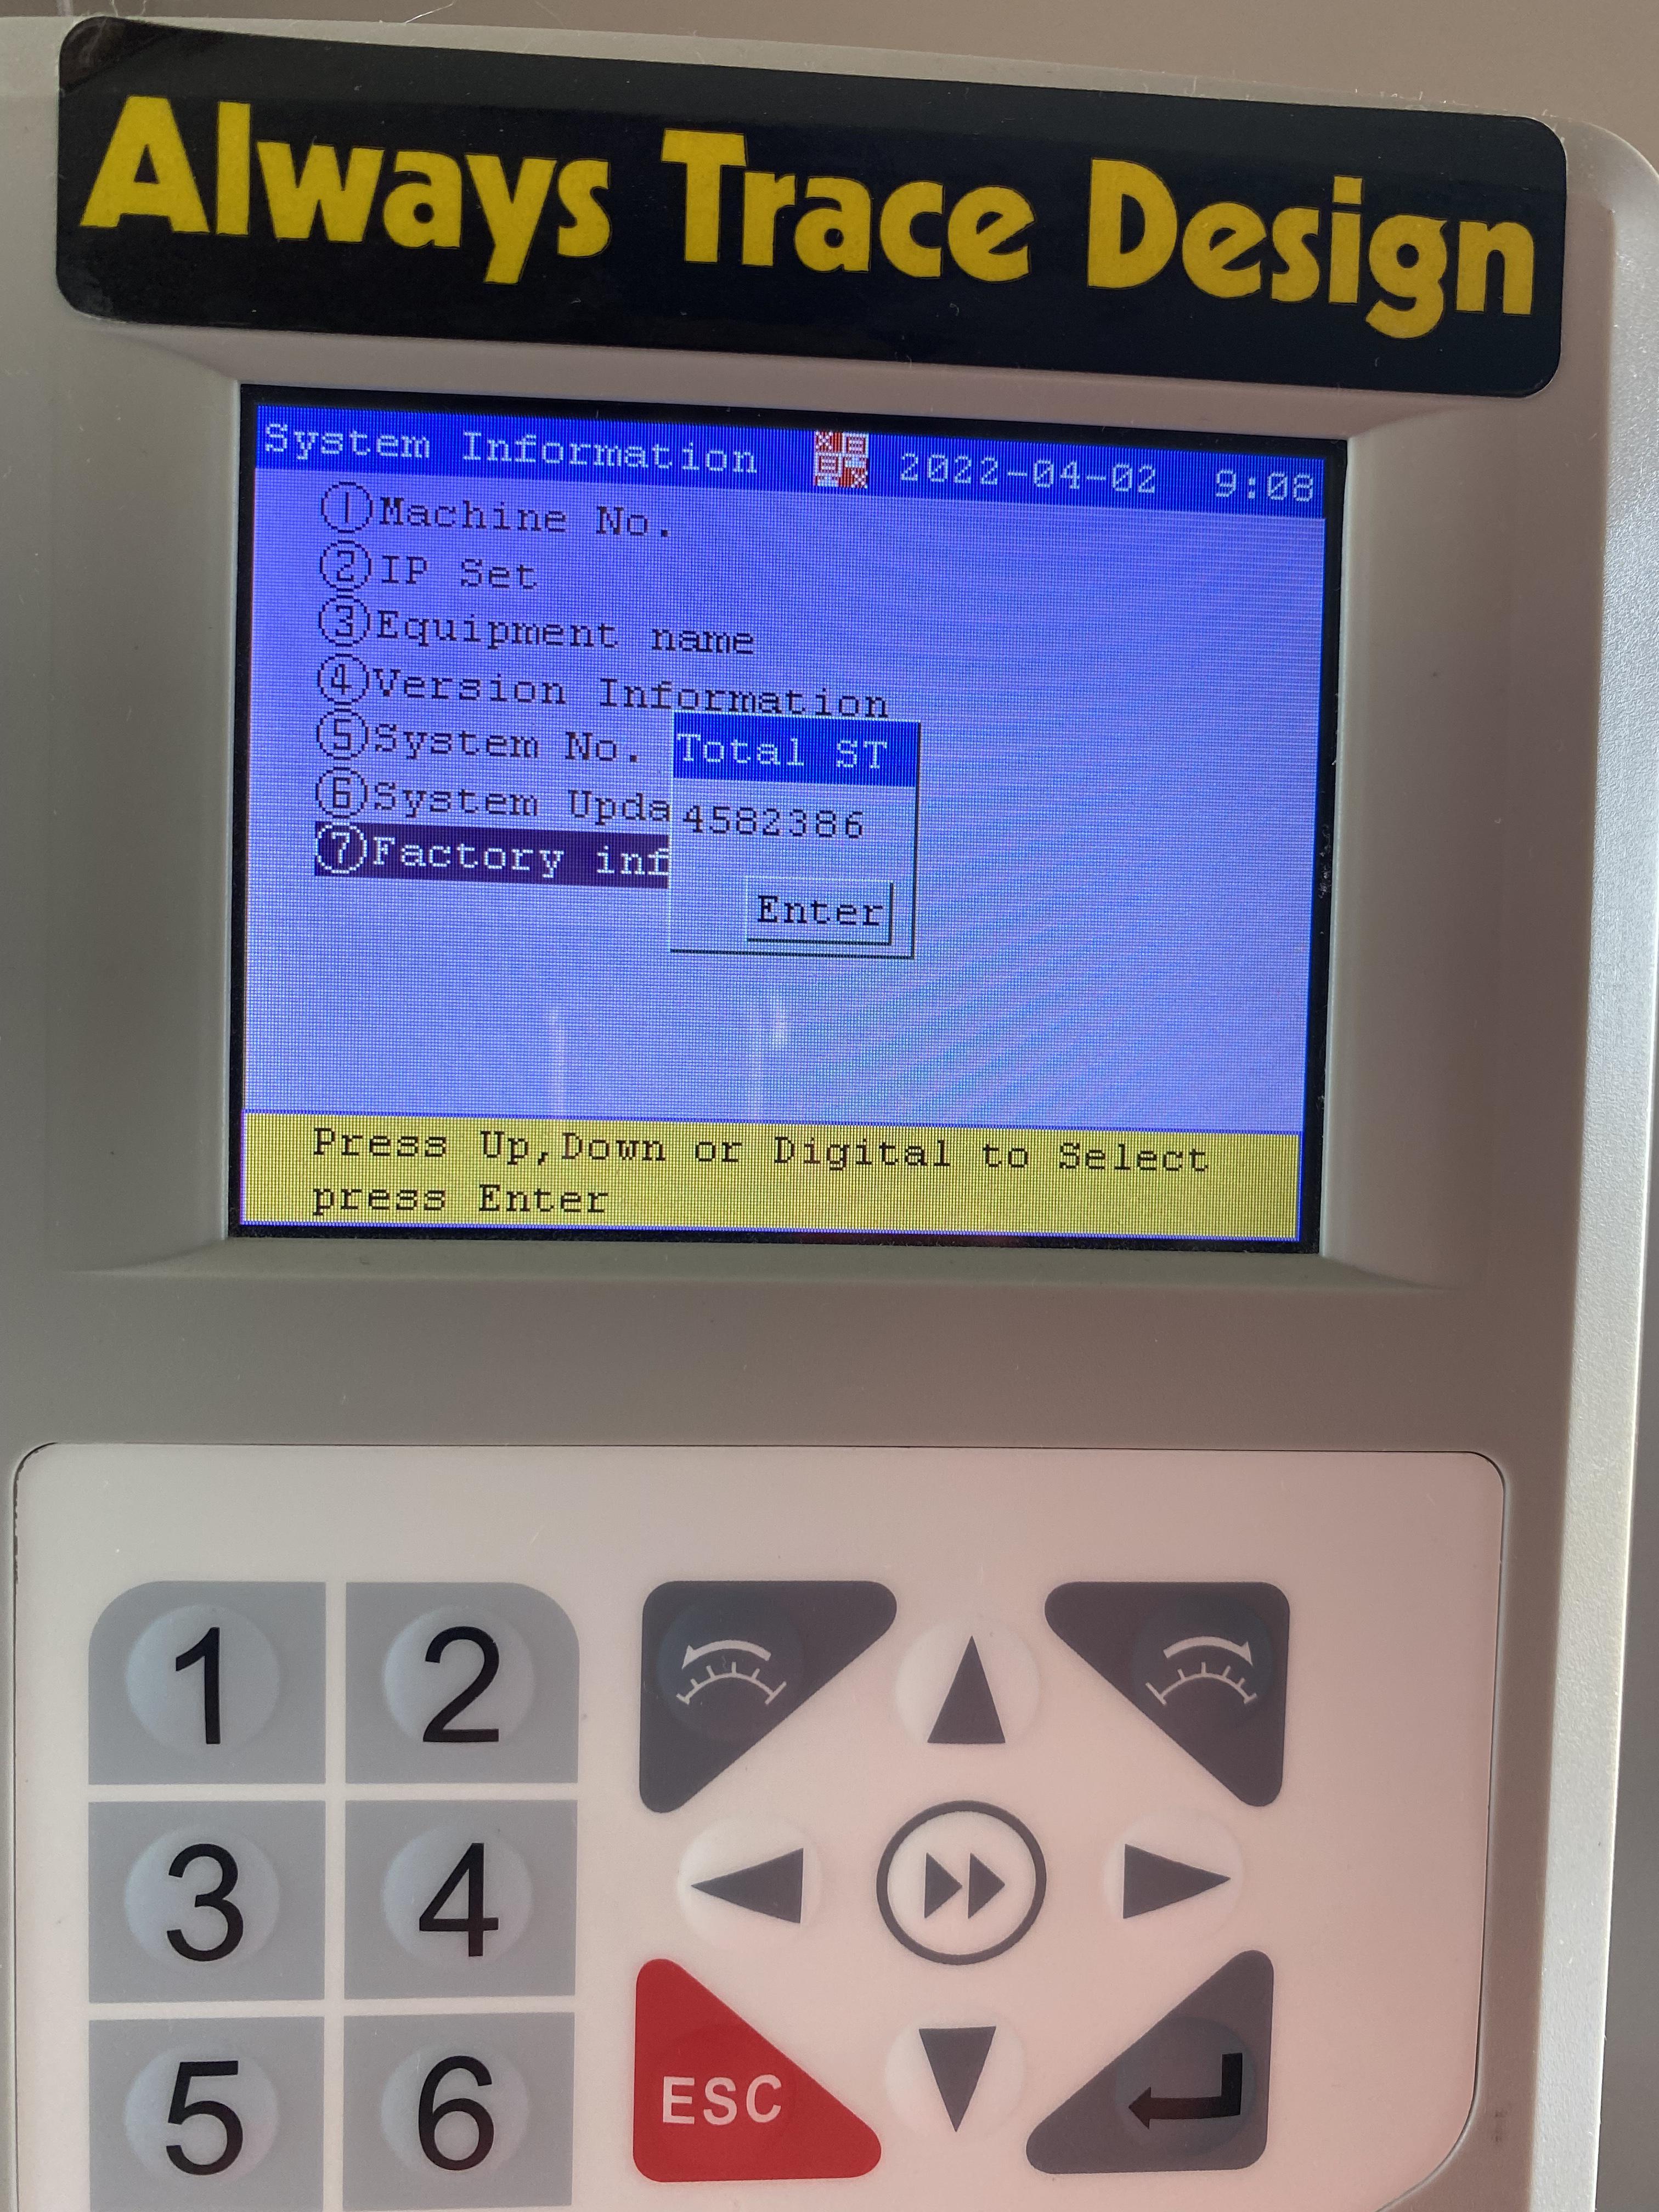 Always Trace Design
System Information 2022-04-02 9:08
①Machine No.
②IP Set
③Equipment name
④Version Information
⑤System No.
⑥System Upda
⑦Factory inf
Total ST
4582386
Enter
Press Up,Down or Digital to Select
press Enter
1 2
3 4
5 6
ESC